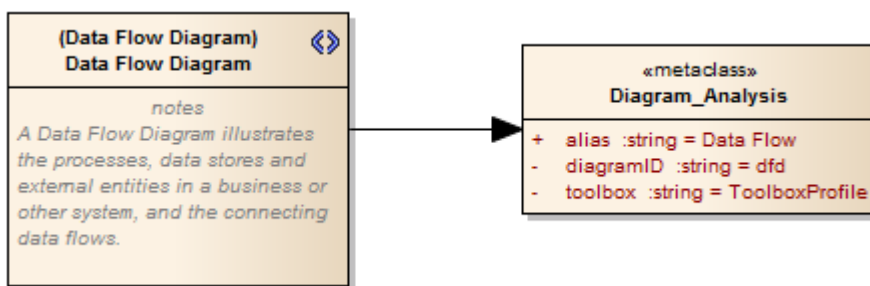 (Data Flow Diagram)
Data Flow Diagram
notes
A Data Flow Diagram illustrates
the processes, data stores and
external entities in a business or
other system, and the connecting
data flows.
«metaclass»
Diagram_Analysis
+ alias :string = Data Flow
- diagramID :string = dfd
- toolbox :string = ToolboxProfile